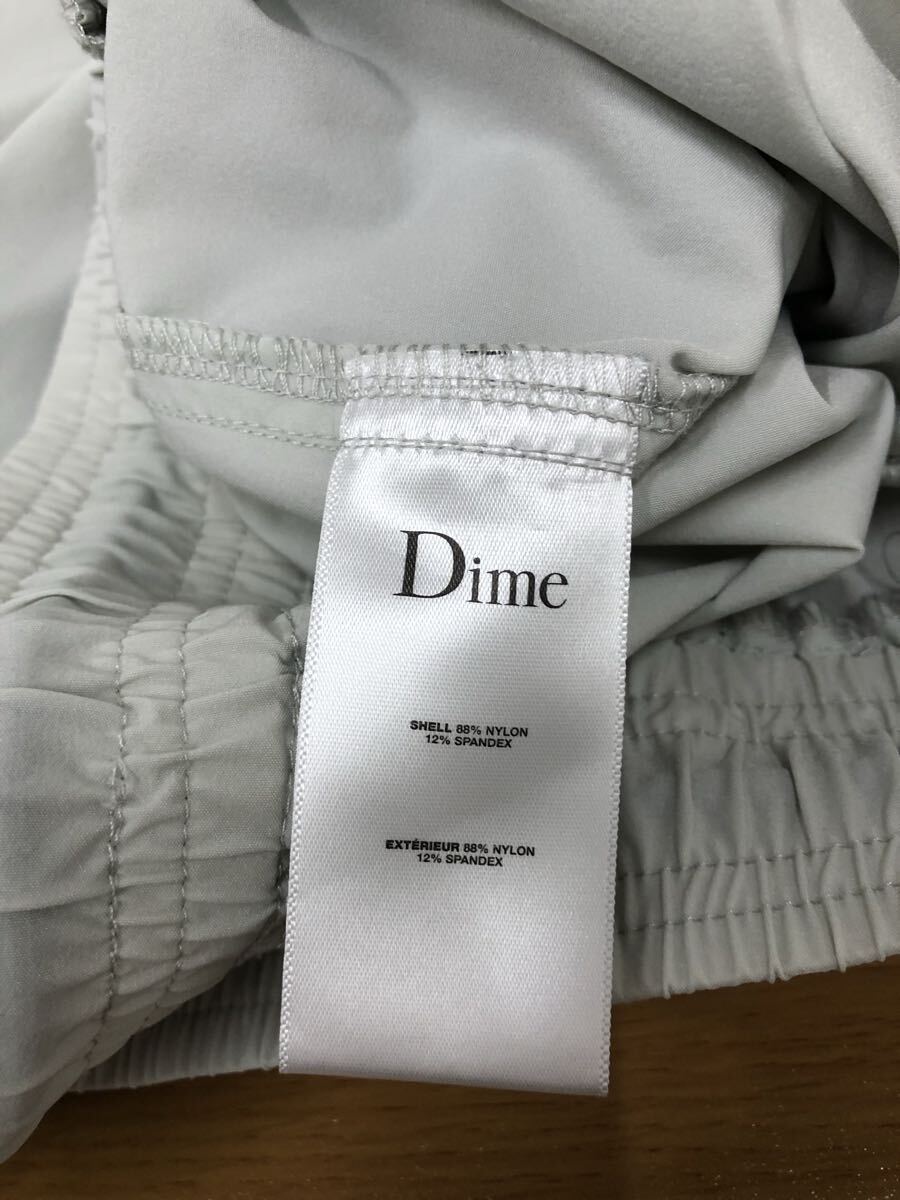 Dime
SHELL 88% NYLON
12% SPANDEX
EXTÉRIEUR 88% NYLON
12% SPANDEX